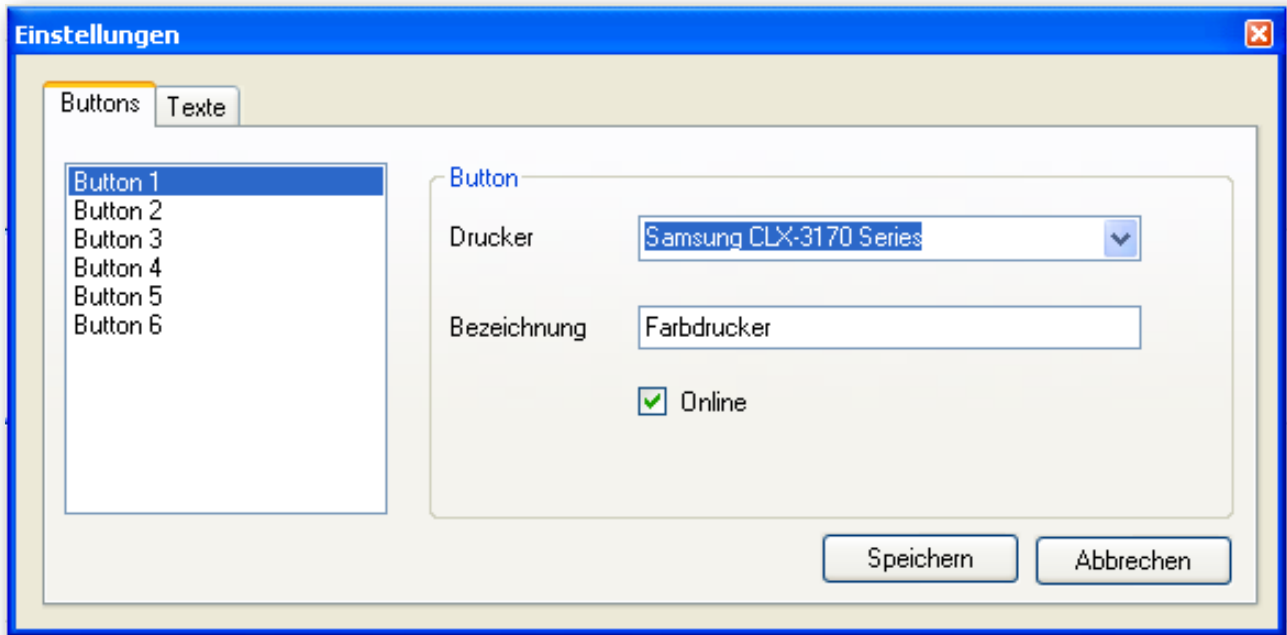 Einstellungen
Buttons
Texte
Button 1
Button 2
Button 3
Button 4
Button 5
Button 6
Button
Drucker
Samsung CLX-3170 Series
Bezeichnung
Farbdrucker
Online
Speichern
Abbrechen